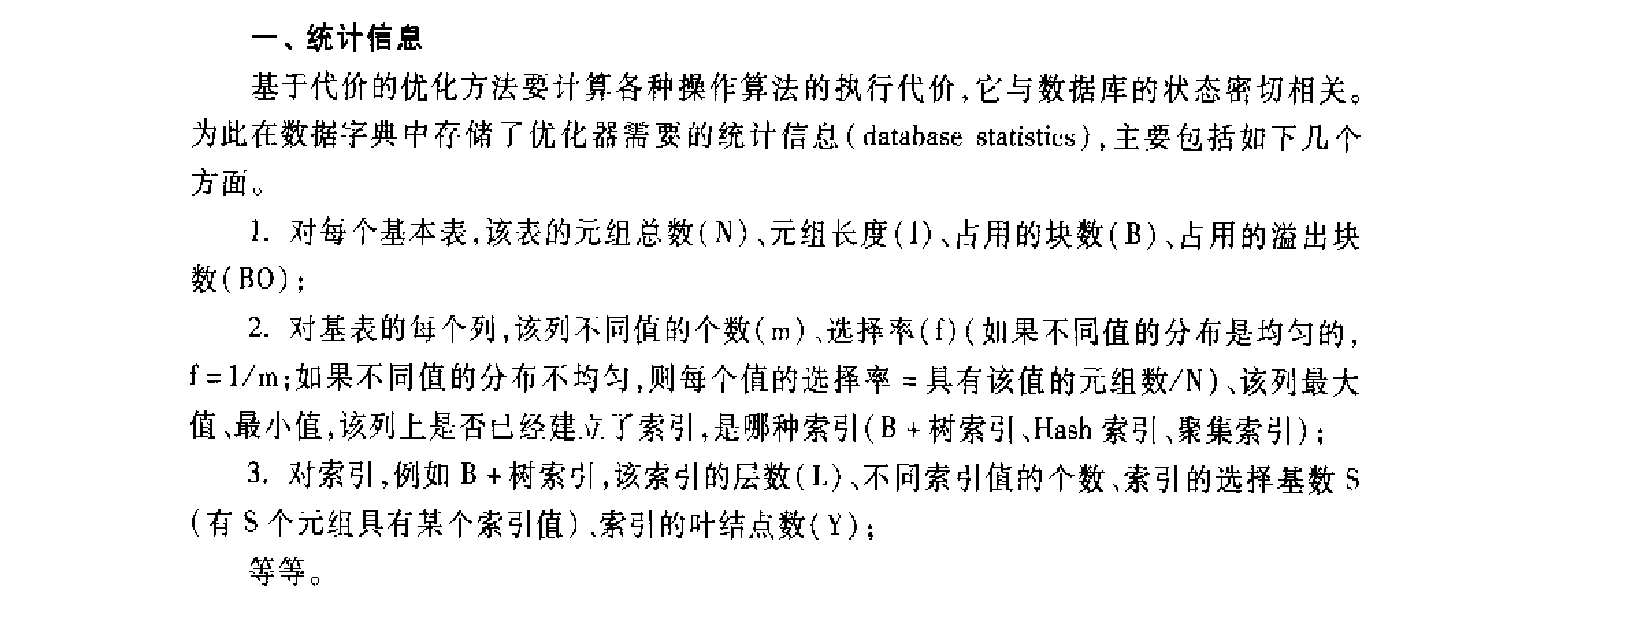 一、统计信息
基于代价的优化方法要计算各种操作算法的执行代价,它与数据库的状态密切相关。
为此在数据字典中存储了优化器需要的统计信息(database statistics),主要包括如下几个
方面。
1. 对每个基本表,该表的元组总数(N)、元组长度(l)、占用的块数(B)、占用的溢出块
数(BO);
2. 对基表的每个列,该列不同值的个数(m)、选择率(f)(如果不同值的分布是均匀的,
f=1/m;如果不同值的分布不均匀,则每个值的选择率=具有该值的元组数/N)、该列最大
值、最小值,该列上是否已经建立了索引,是哪种索引(B+树索引、Hash索引、聚集索引);
3. 对索引,例如B+树索引,该索引的层数(L)、不同索引值的个数、索引的选择基数S
(有S个元组具有某个索引值)、索引的叶结点数(Y);
等等。